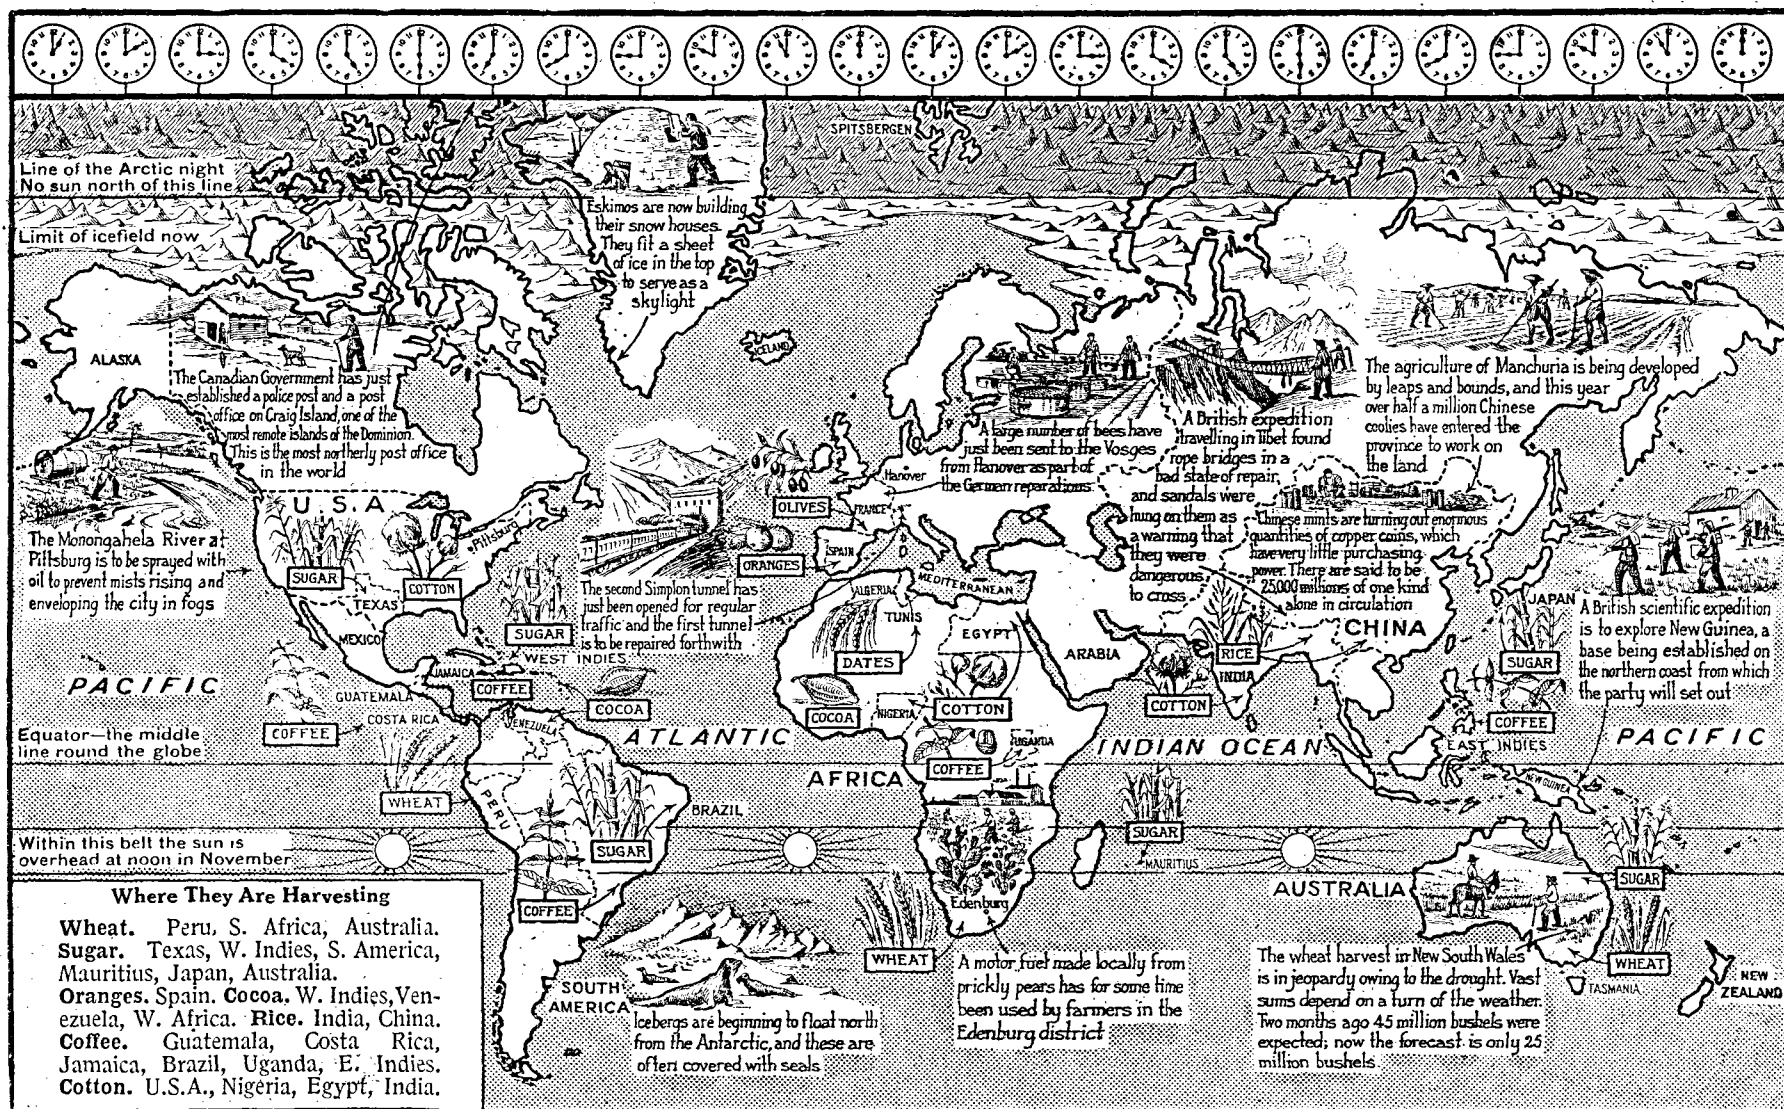 SPITSBERGEN
Line of the Arctic night
No sun north of this line
Limit of icefield now
Eskimos are now building
their snow houses.
They fit a sheet
of ice in the top
to serve as a
skylight
ALASKA
ICELAND
The Canadian Government has just
established a police post and a post
office on Craig Island, one of the
most remote islands of the Dominion.
This is the most northerly post office
in the world
The agriculture of Manchuria is being developed
by leaps and bounds, and this year
over half a million Chinese
coolies have entered the
province to work on
the land
A large number of bees have
just been sent to the Vosges
from Hanover as part of
the German reparations
A British expedition
travelling in Tibet found
rope bridges in a
bad state of repair,
and sandals were
hung on them as
a warning that
they were
dangerous
to cross
Hanover
OLIVES
FRANCE
SPAIN
ORANGES
U.S.A
Pittsburg
The Monongahela River at
Pittsburg is to be sprayed with
oil to prevent mists rising and
enveloping the city in fogs
SUGAR
COTTON
TEXAS
MEXICO
The second Simplon tunnel has
just been opened for regular
traffic and the first tunnel
is to be repaired forthwith
MEDITERRANEAN
ALGERIA
TUNIS
EGYPT
ARABIA
Chinese mints are turning out enormous
quantities of copper coins, which
have very little purchasing
power. There are said to be
25,000 millions of one kind
alone in circulation
CHINA
JAPAN
A British scientific expedition
is to explore New Guinea, a
base being established on
the northern coast from which
the party will set out
SUGAR
WEST INDIES
JAMAICA
COFFEE
COCOA
DATES
RICE
INDIA
SUGAR
PACIFIC
GUATEMALA
COSTA RICA
COFFEE
VENEZUELA
COCOA
NIGERIA
COTTON
COTTON
COFFEE
EAST INDIES
PACIFIC
Equator—the middle
line round the globe
ATLANTIC
UGANDA
COFFEE
INDIAN OCEAN
AFRICA
NEW GUINEA
WHEAT
PERU
BRAZIL
SUGAR
SUGAR
MAURITIUS
Within this belt the sun is
overhead at noon in November
COFFEE
Edenburg
AUSTRALIA
SUGAR
WHEAT
WHEAT
TASMANIA
NEW
ZEALAND
SOUTH
AMERICA
Icebergs are beginning to float north
from the Antarctic, and these are
often covered with seals
A motor fuel made locally from
prickly pears has for some time
been used by farmers in the
Edenburg district
The wheat harvest in New South Wales
is in jeopardy owing to the drought. Vast
sums depend on a turn of the weather.
Two months ago 45 million bushels were
expected; now the forecast is only 25
million bushels
Where They Are Harvesting
Wheat. Peru, S. Africa, Australia.
Sugar. Texas, W. Indies, S. America,
Mauritius, Japan, Australia.
Oranges. Spain. Cocoa. W. Indies, Ven-
ezuela, W. Africa. Rice. India, China.
Coffee. Guatemala, Costa Rica,
Jamaica, Brazil, Uganda, E. Indies.
Cotton. U.S.A., Nigeria, Egypt, India.